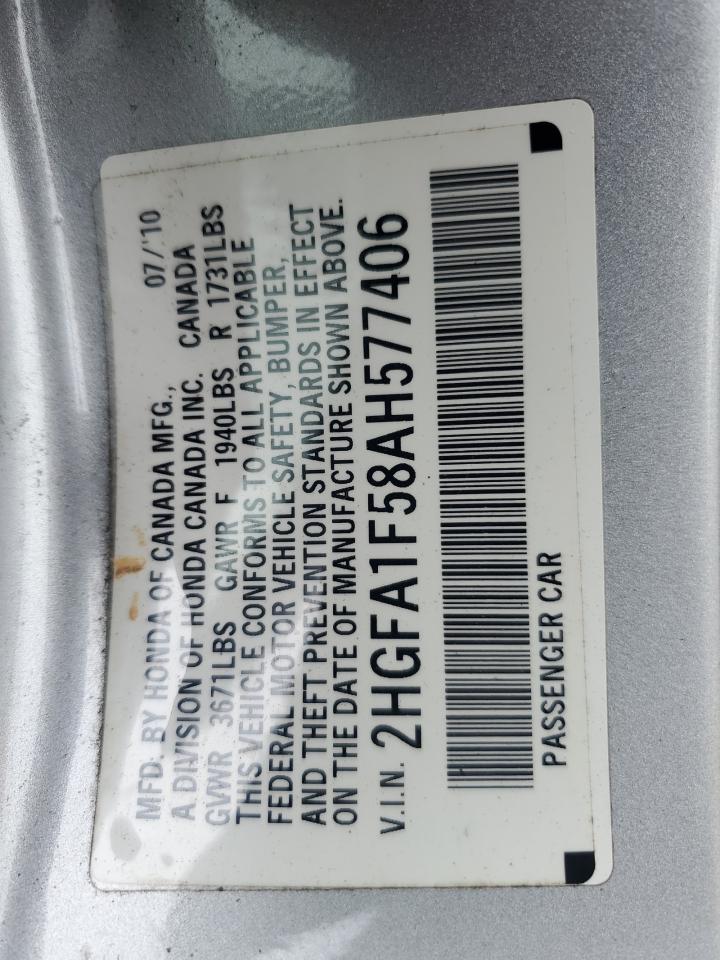 MFD. BY HONDA OF CANADA MFG., 07/'10
A DIVISION OF HONDA CANADA INC. CANADA
GVWR 3671LBS GAWR F 1940LBS R 1731LBS
THIS VEHICLE CONFORMS TO ALL APPLICABLE
FEDERAL MOTOR VEHICLE SAFETY, BUMPER,
AND THEFT PREVENTION STANDARDS IN EFFECT
ON THE DATE OF MANUFACTURE SHOWN ABOVE.
V.I.N. 2HGFA1F58AH577406
PASSENGER CAR